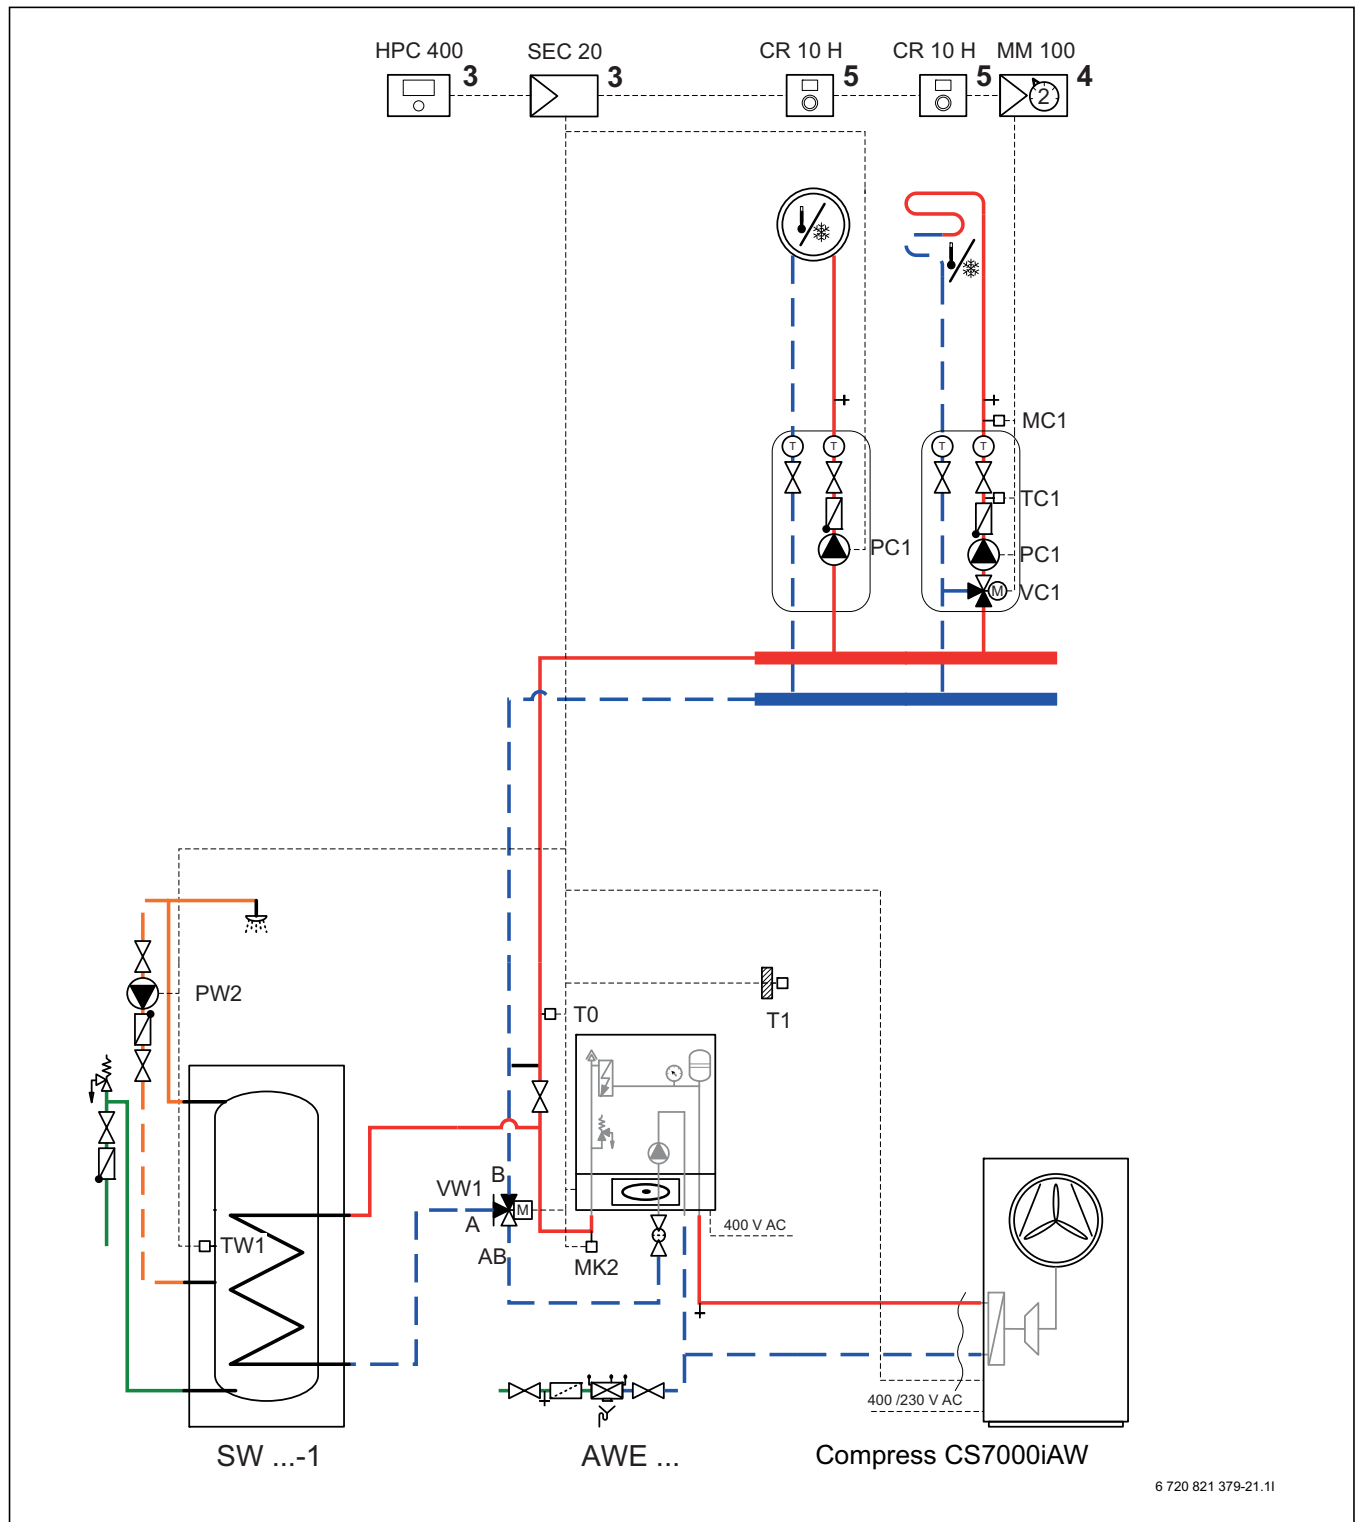 HPC 400
3
SEC 20
3
CR 10 H
5
CR 10 H
5
MM 100
4
2
MC1
T
T
T
T
TC1
PC1
PC1
M
VC1
PW2
T0
T1
B
VW1
M
A
AB
MK2
400 V AC
TW1
400 /230 V AC
SW ...-1
AWE ...
Compress CS7000iAW
6 720 821 379-21.1I